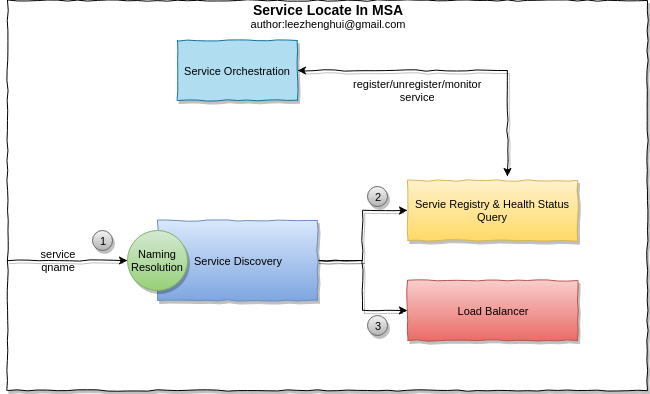 Service Locate In MSA
author:leezhenghui@gmail.com
Service Orchestration
register/unregister/monitor
service
2
Servie Registry & Health Status
Query
1
service
qname
Naming
Resolution
Service Discovery
Load Balancer
3